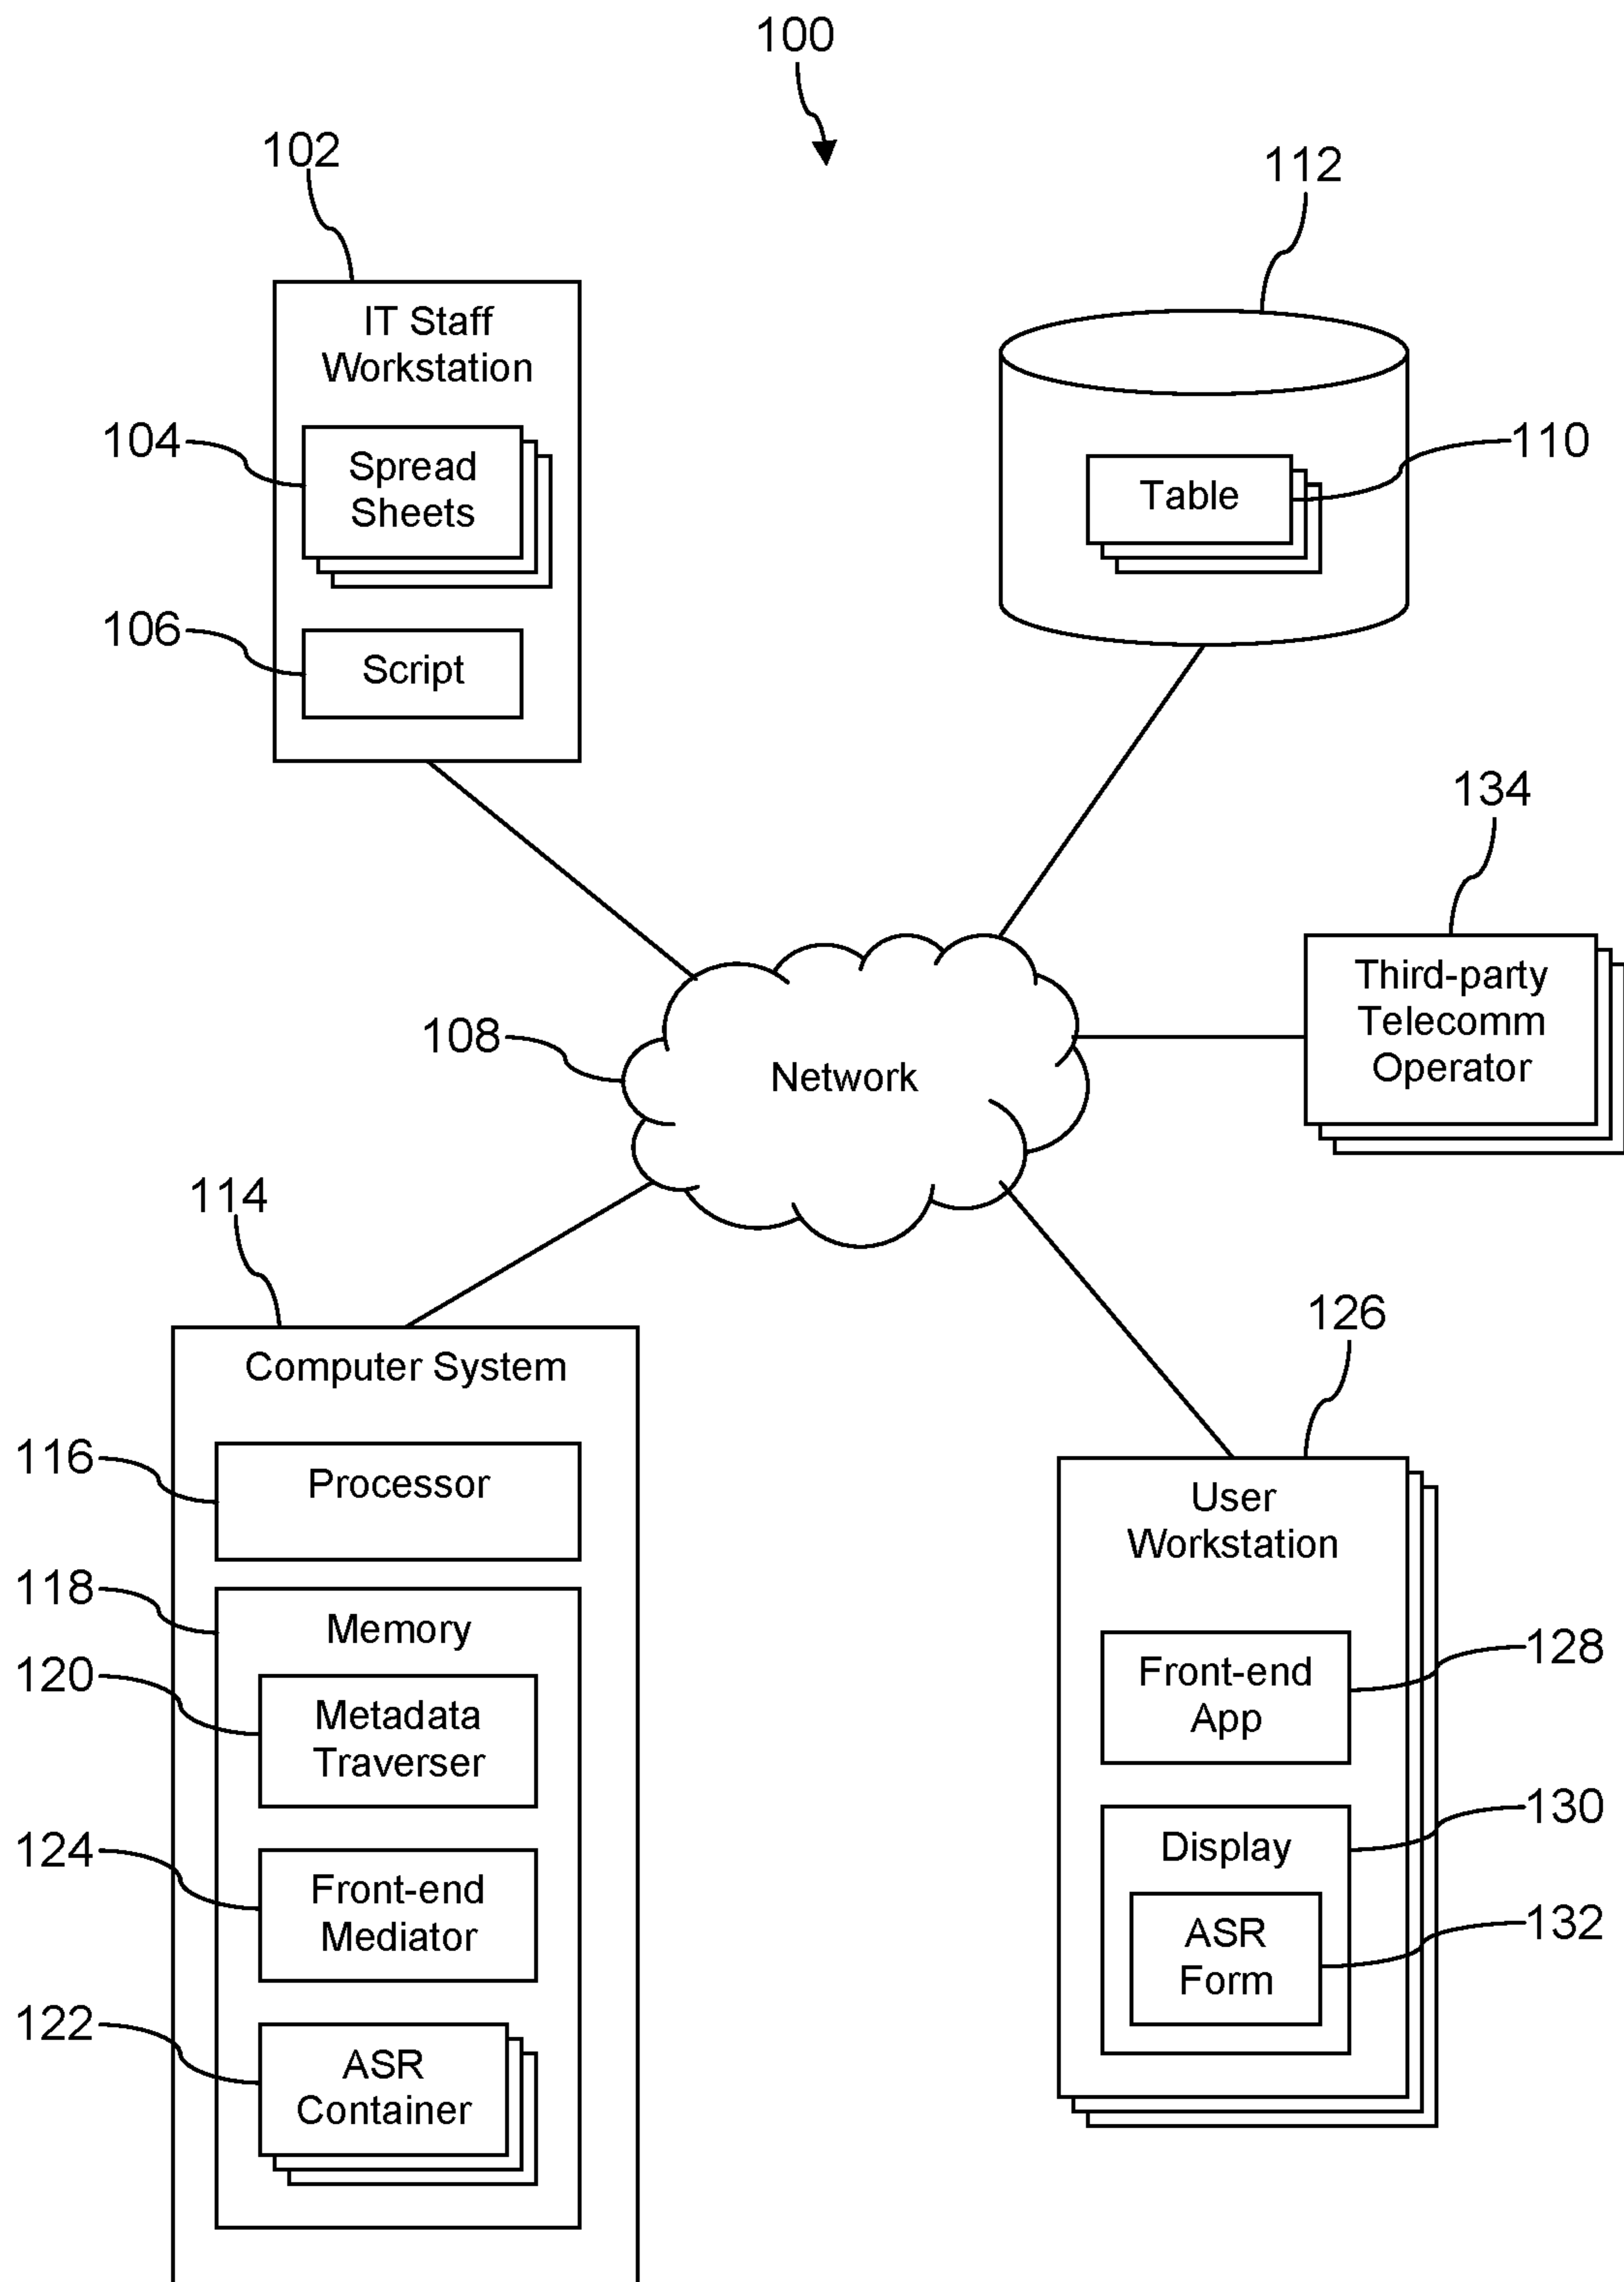 100
102
112
IT Staff
Workstation
104
Spread
Sheets
110
Table
106
Script
134
Third-party
Telecomm
Operator
108
Network
114
Computer System
126
116
Processor
User
Workstation
118
Memory
120
Metadata
Traverser
128
Front-end
App
124
Front-end
Mediator
130
Display
132
ASR
Form
122
ASR
Container